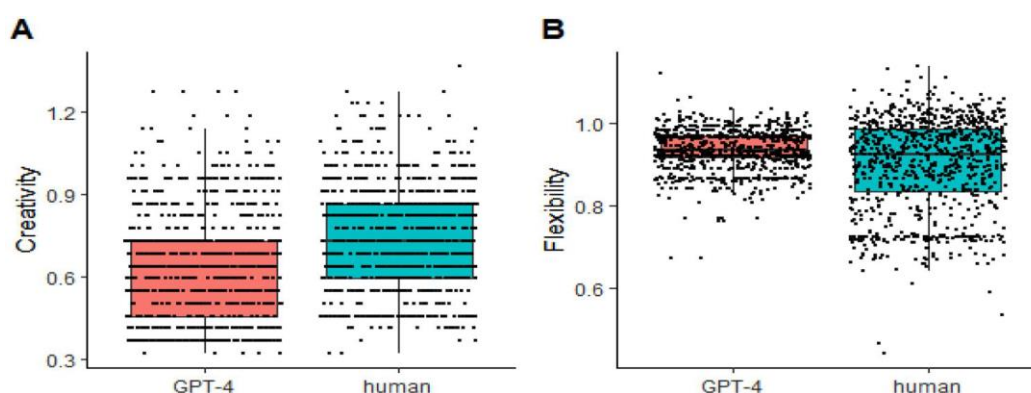 A
B
Creativity
1.2
0.9
0.6
0.3
GPT-4
human
Flexibility
1.0
0.8
0.6
GPT-4
human